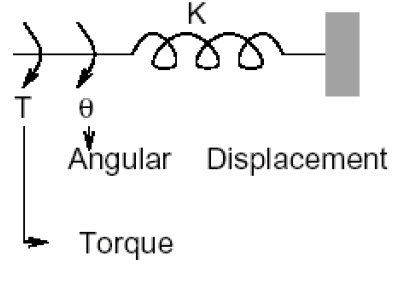 K
T θ
Angular Displacement
Torque